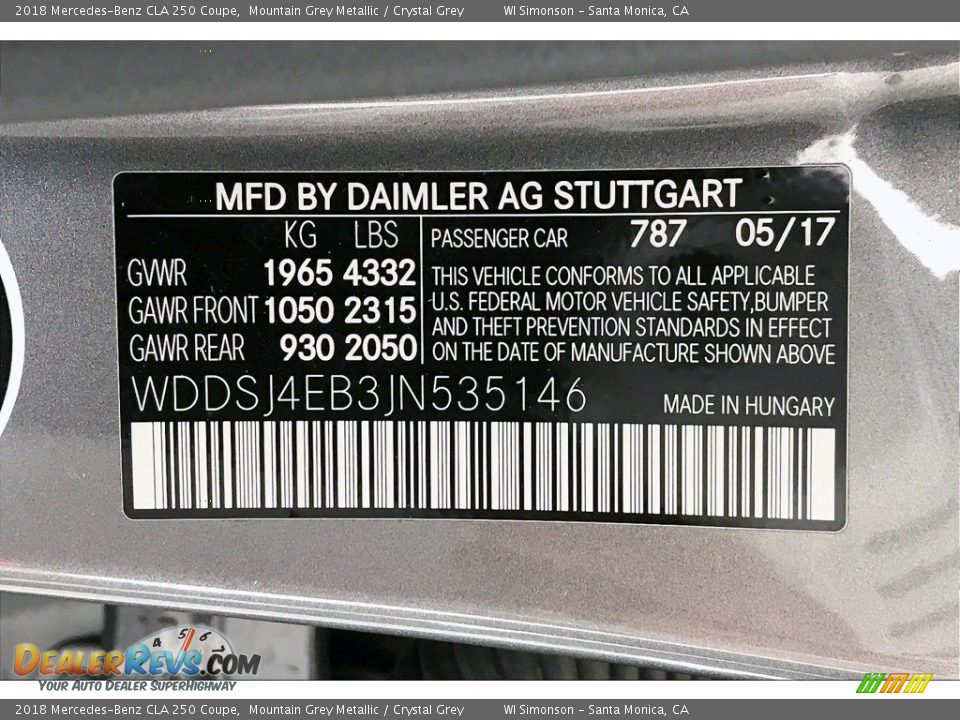 2018 Mercedes-Benz CLA 250 Coupe,  Mountain Grey Metallic / Crystal Grey     WI Simonson - Santa Monica, CA
MFD BY DAIMLER AG STUTTGART
KG LBS
GVWR 1965 4332
GAWR FRONT 1050 2315
GAWR REAR 930 2050
PASSENGER CAR 787 05/17
THIS VEHICLE CONFORMS TO ALL APPLICABLE
U.S. FEDERAL MOTOR VEHICLE SAFETY,BUMPER
AND THEFT PREVENTION STANDARDS IN EFFECT
ON THE DATE OF MANUFACTURE SHOWN ABOVE
WDDSJ4EB3JN535146
MADE IN HUNGARY
4 5 6
DEALERREVS.COM
YOUR AUTO DEALER SUPERHIGHWAY
2018 Mercedes-Benz CLA 250 Coupe,  Mountain Grey Metallic / Crystal Grey     WI Simonson - Santa Monica, CA